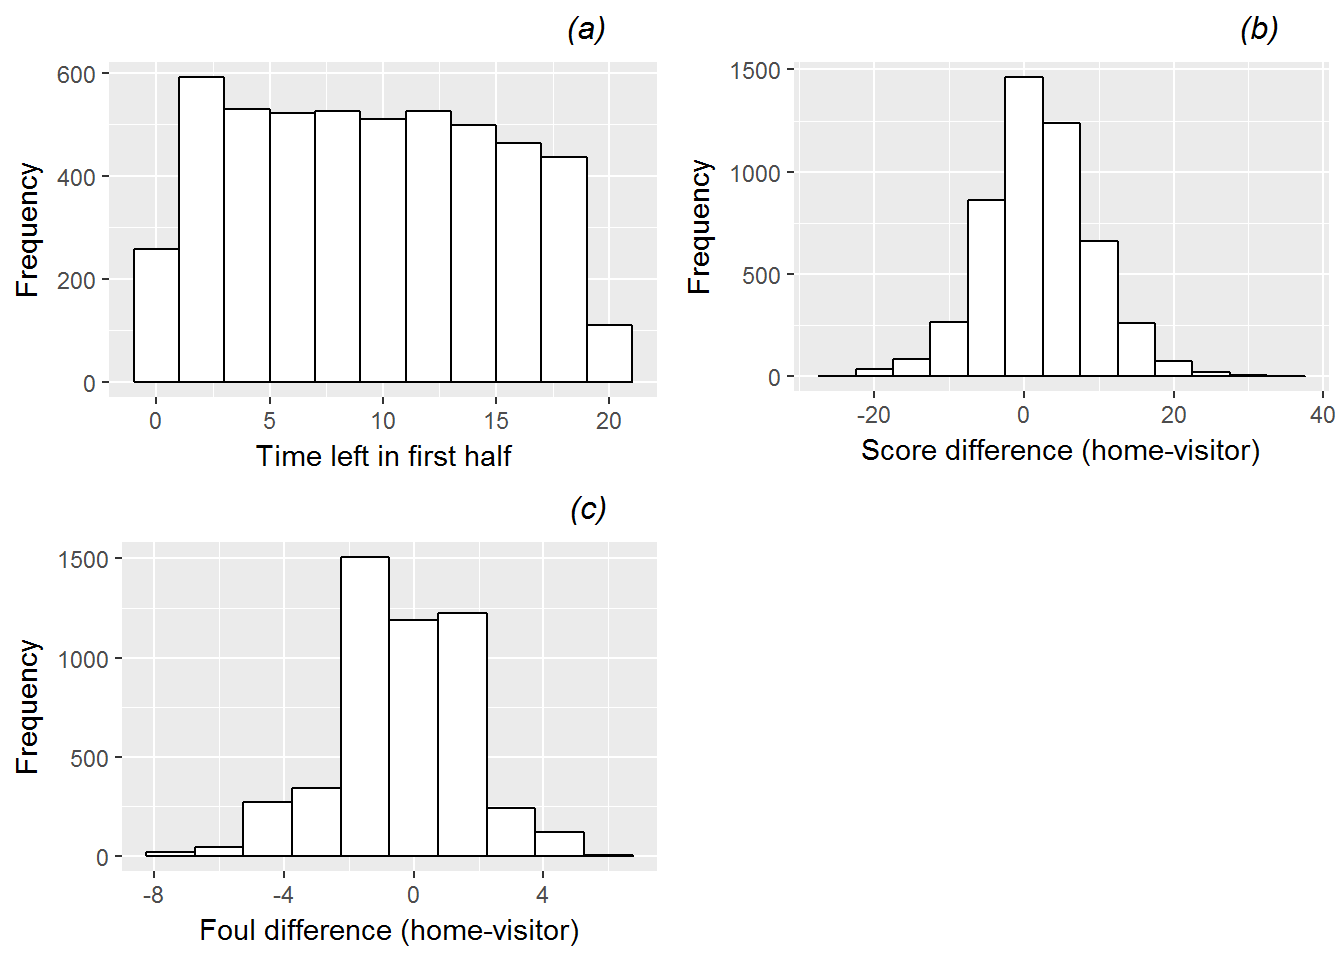 (a)
600
400
200
0
Frequency
0 5 10 15 20
Time left in first half
(b)
1500
1000
500
0
Frequency
-20 0 20 40
Score difference (home-visitor)
(c)
1500
1000
500
0
Frequency
-8 -4 0 4
Foul difference (home-visitor)